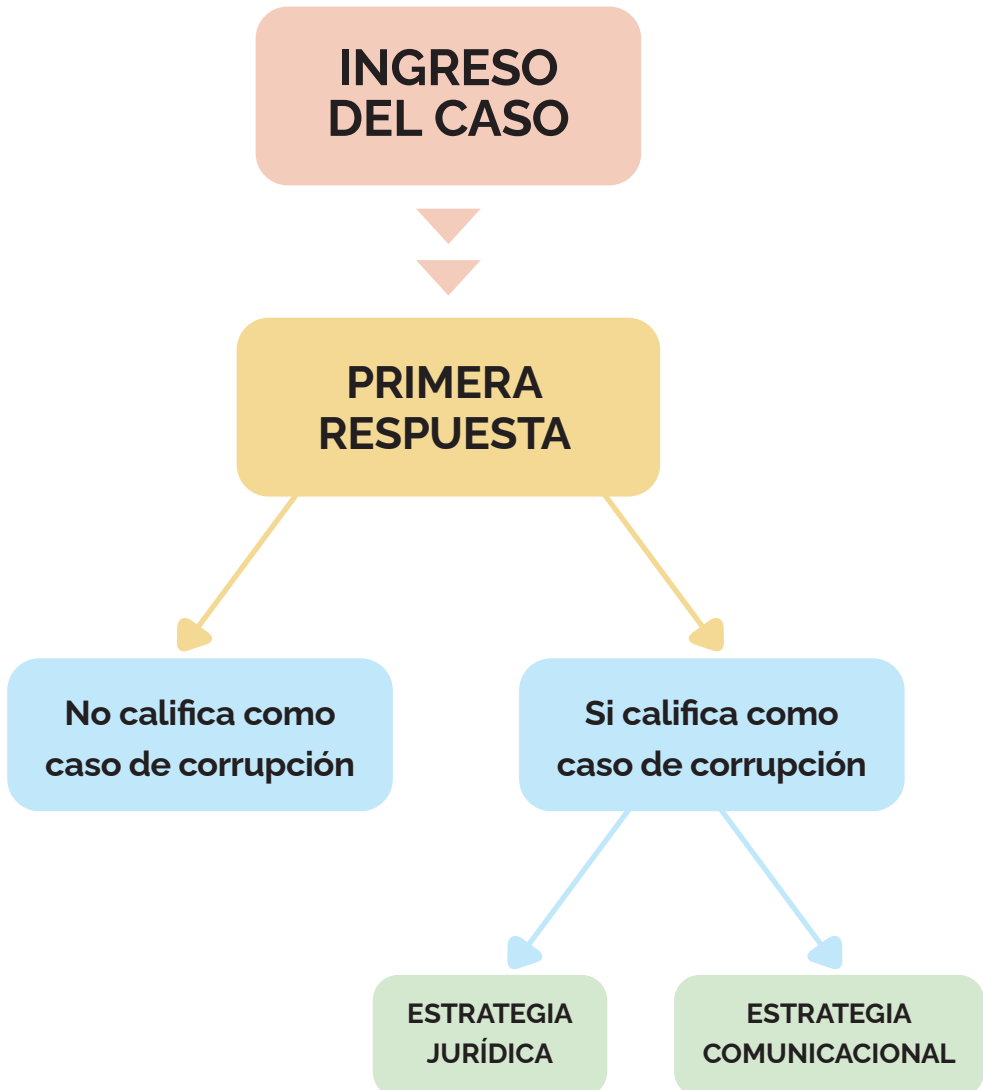 INGRESO
DEL CASO
PRIMERA
RESPUESTA
No califica como
caso de corrupción
Si califica como
caso de corrupción
ESTRATEGIA
JURÍDICA
ESTRATEGIA
COMUNICACIONAL